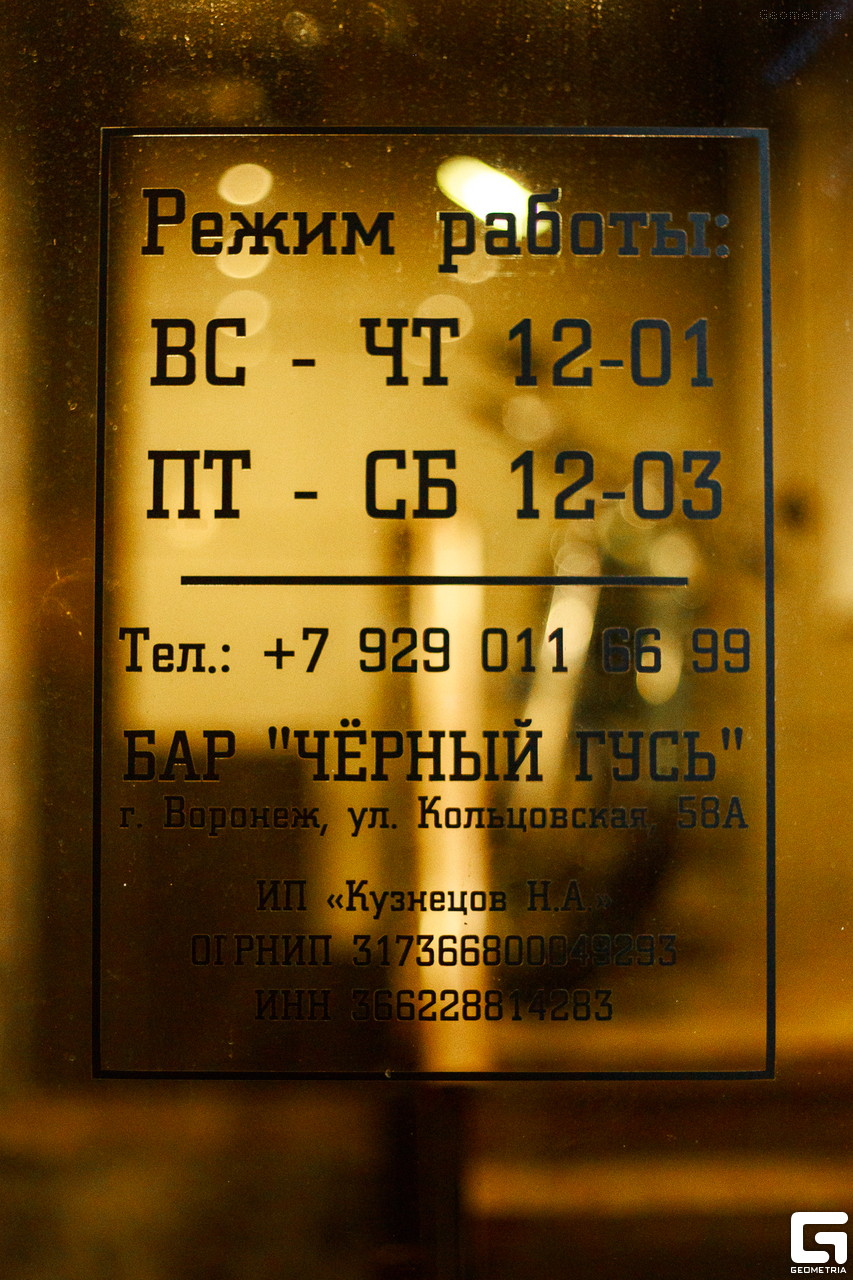 Geometria
Режим работы:
ВС - ЧТ 12-01
ПТ - СБ 12-03
Тел.: +7 929 011 66 99
БАР "ЧЁРНЫЙ ГУСЬ"
г. Воронеж, ул. Кольцовская, 58А
ИП «Кузнецов Н.А.»
ОГРНИП 317366800049293
ИНН 366228814283
GEOMETRIA